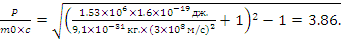 P/m0×c = √((1.53×10⁶×1.6×10⁻¹⁹ дж. / 9,1×10⁻³¹ кг.×(3×10⁸ м/с)² + 1)² − 1) = 3.86.